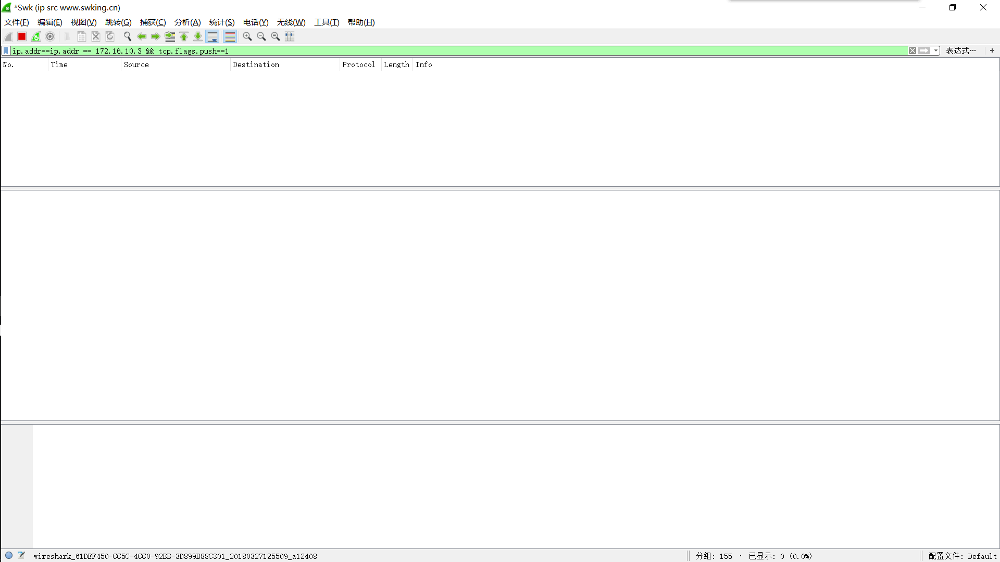 *Swk (ip src www.swking.cn)
文件(F) 编辑(E) 视图(V) 跳转(G) 捕获(C) 分析(A) 统计(S) 电话(Y) 无线(W) 工具(T) 帮助(H)
ip.addr==ip.addr == 172.16.10.3 && tcp.flags.push==1 表达式… +
No. Time Source Destination Protocol Length Info
wireshark_61DEF450-CC5C-4CC0-92BB-3D899B88C301_20180327125509_a12408 分组: 155 · 已显示: 0 (0.0%) 配置文件: Default